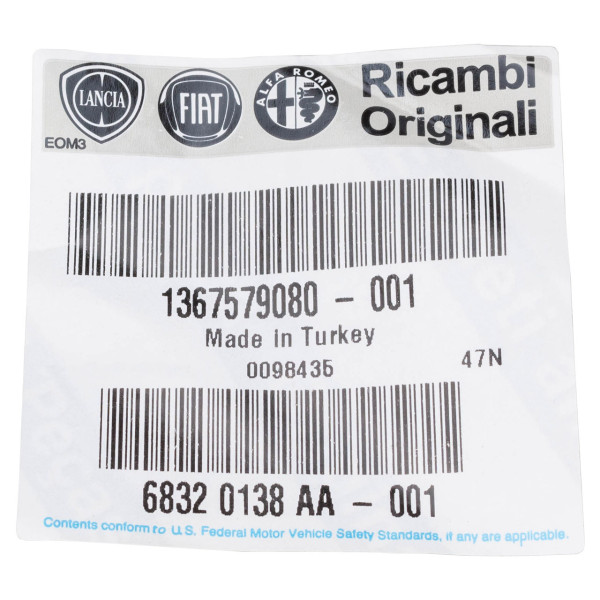 LANCIA
FIAT
ALFA ROMEO
Ricambi
Originali
EOM3
1367579080 - 001
Made in Turkey
0098435
47N
6832 0138 AA - 001
Contents conform to U.S. Federal Motor Vehicle Safety Standards, if any are applicable.